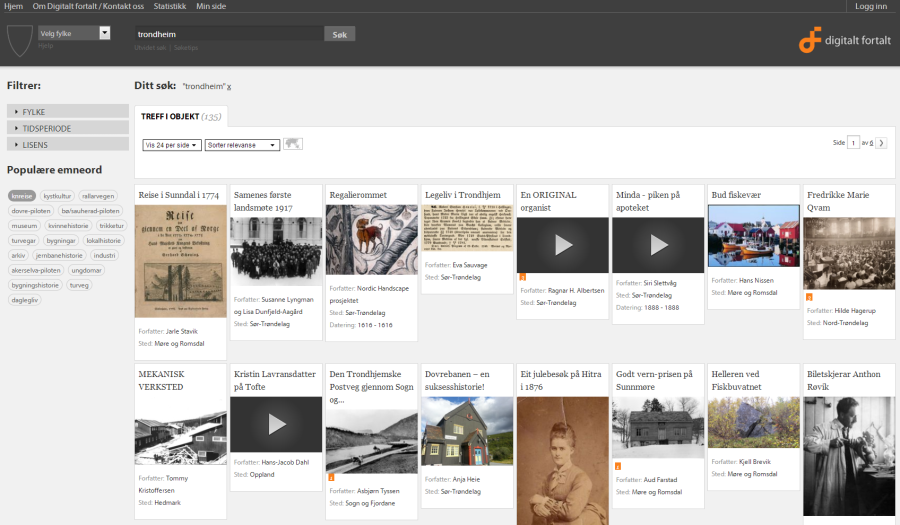 Hjem Om Digitalt fortalt / Kontakt oss Statistikk Min side Logg inn
Velg fylke
Hjelp
trondheim Søk
Utvidet søk | Søketips
digitalt fortalt
Filtrer:
FYLKE
TIDSPERIODE
LISENS
Populære emneord
knreise kystkultur rallarvegen
dovre-piloten bø/sauherad-piloten
museum kvinnehistorie trikketur
turvegar bygningar lokalhistorie
arkiv jernbanehistorie industri
akerselva-piloten ungdomar
bygningshistorie turveg
daglegliv
Ditt søk: "trondheim" x
TREFF I OBJEKT (135)
Vis 24 per side Sorter relevanse
Side 1 av 6
Reise i Sunndal i 1774
Reise
Forfatter: Jarle Stavik
Sted: Møre og Romsdal
Samenes første
landsmøte 1917
Forfatter: Susanne Lyngman
og Lisa Dunfjeld-Aagård
Sted: Sør-Trøndelag
Regalierommet
Forfatter: Nordic Handscape
prosjektet
Sted: Sør-Trøndelag
Datering: 1616 - 1616
Legeliv i Trondhjem
Forfatter: Eva Sauvage
Sted: Sør-Trøndelag
En ORIGINAL
organist
Forfatter: Ragnar H. Albertsen
Sted: Sør-Trøndelag
Minda - piken på
apoteket
Forfatter: Siri Slettvåg
Sted: Sør-Trøndelag
Datering: 1888 - 1888
Bud fiskevær
Forfatter: Hans Nissen
Sted: Møre og Romsdal
Fredrikke Marie
Qvam
Forfatter: Hilde Hagerup
Sted: Nord-Trøndelag
MEKANISK
VERKSTED
Forfatter: Tommy
Kristoffersen
Sted: Hedmark
Kristin Lavransdatter
på Tofte
Forfatter: Hans-Jacob Dahl
Sted: Oppland
Den Trondhjemske
Postveg gjennom Sogn
og...
Forfatter: Asbjørn Tyssen
Sted: Sogn og Fjordane
Dovrebanen – en
suksesshistorie!
Forfatter: Anja Heie
Sted: Sør-Trøndelag
Eit julebesøk på Hitra
i 1876
Godt vern-prisen på
Sunnmøre
Forfatter: Aud Farstad
Sted: Møre og Romsdal
Helleren ved
Fiskbuvatnet
Forfatter: Kjell Brevik
Sted: Møre og Romsdal
Biletskjerar Anthon
Røvik